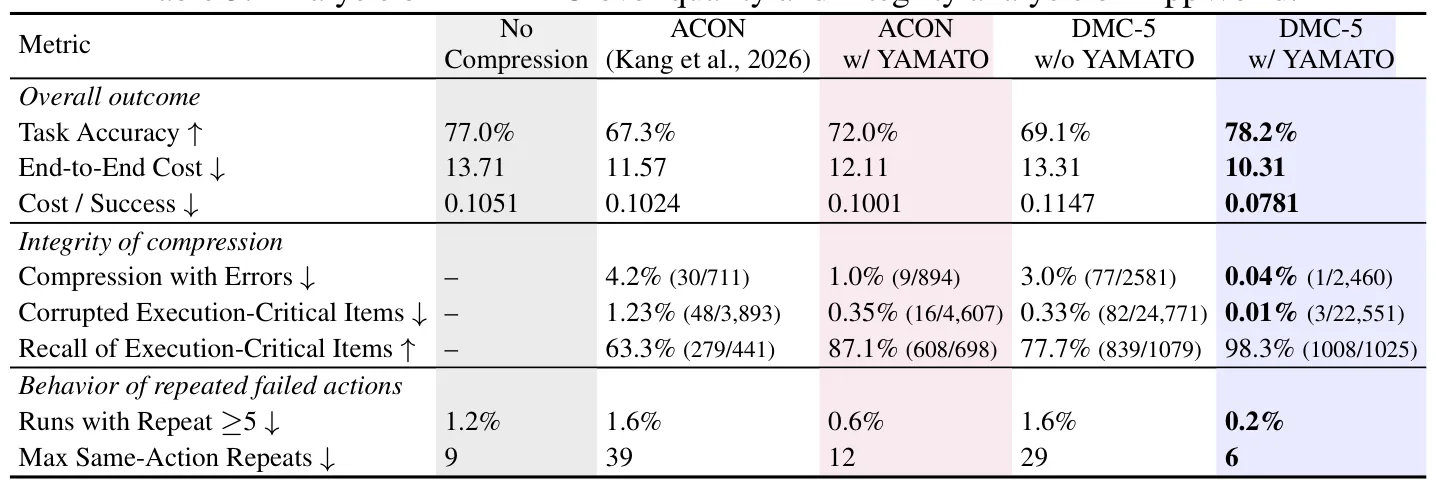 Metric No Compression ACON (Kang et al., 2026) ACON w/ YAMATO DMC-5 w/o YAMATO DMC-5 w/ YAMATO
Overall outcome
Task Accuracy ↑ 77.0% 67.3% 72.0% 69.1% 78.2%
End-to-End Cost ↓ 13.71 11.57 12.11 13.31 10.31
Cost / Success ↓ 0.1051 0.1024 0.1001 0.1147 0.0781
Integrity of compression
Compression with Errors ↓ – 4.2% (30/711) 1.0% (9/894) 3.0% (77/2581) 0.04% (1/2,460)
Corrupted Execution-Critical Items ↓ – 1.23% (48/3,893) 0.35% (16/4,607) 0.33% (82/24,771) 0.01% (3/22,551)
Recall of Execution-Critical Items ↑ – 63.3% (279/441) 87.1% (608/698) 77.7% (839/1079) 98.3% (1008/1025)
Behavior of repeated failed actions
Runs with Repeat ≥5 ↓ 1.2% 1.6% 0.6% 1.6% 0.2%
Max Same-Action Repeats ↓ 9 39 12 29 6